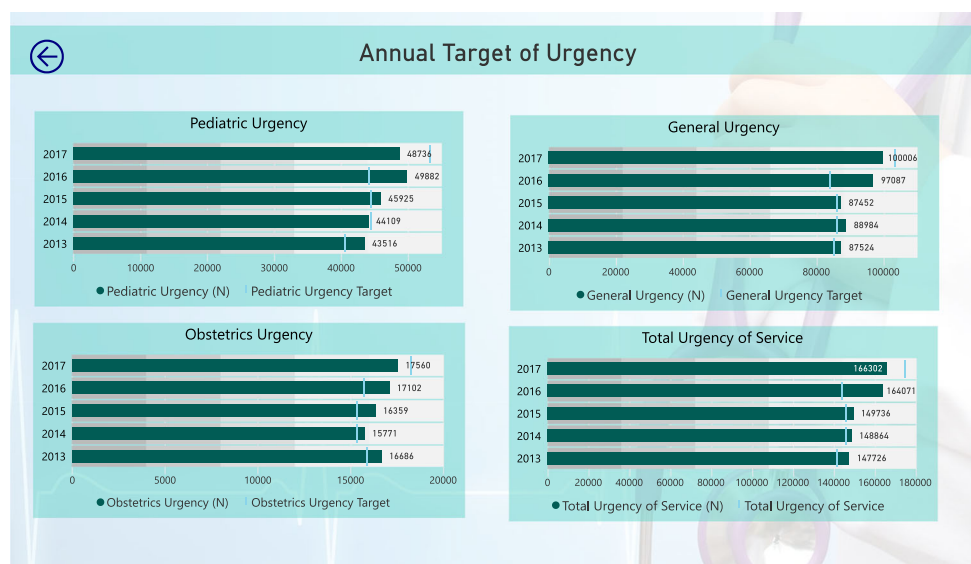 Annual Target of Urgency
Pediatric Urgency
2017 48736
2016 49882
2015 45925
2014 44109
2013 43516
0 10000 20000 30000 40000 50000
Pediatric Urgency (N) Pediatric Urgency Target
General Urgency
2017 100006
2016 97087
2015 87452
2014 88984
2013 87524
0 20000 40000 60000 80000 100000
General Urgency (N) General Urgency Target
Obstetrics Urgency
2017 17560
2016 17102
2015 16359
2014 15771
2013 16686
0 5000 10000 15000 20000
Obstetrics Urgency (N) Obstetrics Urgency Target
Total Urgency of Service
2017 166302
2016 164071
2015 149736
2014 148864
2013 147726
0 20000 40000 60000 80000 100000 120000 140000 160000 180000
Total Urgency of Service (N) Total Urgency of Service